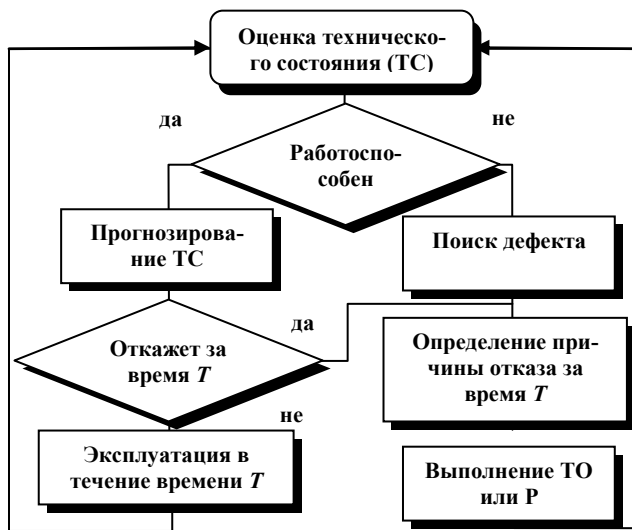 Оценка техническо-
го состояния (ТС)
да
не
Работоспо-
собен
Прогнозирова-
ние ТС
Поиск дефекта
да
Откажет за
время Т
Определение при-
чины отказа за
время Т
не
Эксплуатация в
течение времени Т
Выполнение ТО
или Р